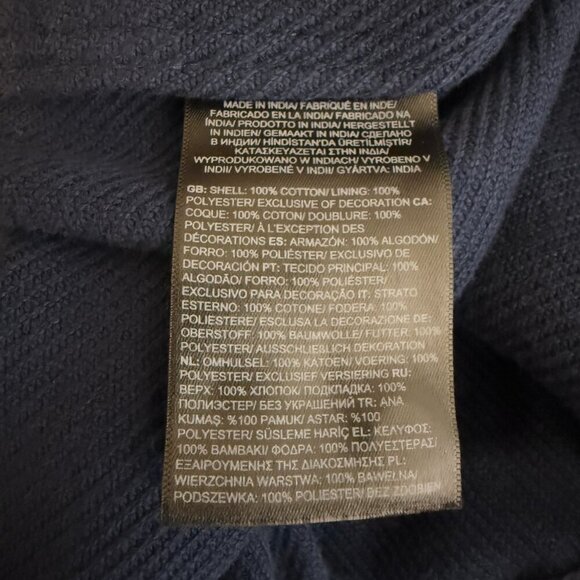 MADE IN INDIA/ FABRIQUÉ EN INDE/
FABRICADO EN LA INDIA/ FABRICADO NA
ÍNDIA/ PRODOTTO IN INDIA/ HERGESTELLT
IN INDIEN/ GEMAAKT IN INDIA/ СДЕЛАНО
В ИНДИИ/ HİNDİSTAN'DA ÜRETİLMİŞTİR/
ΚΑΤΑΣΚΕΥΑΖΕΤΑΙ ΣΤΗΝ ΙΝΔΙΑ/
WYPRODUKOWANO W INDIACH/ VYROBENO V
INDII/ VYROBENÉ V INDII/ GYÁRTVA: INDIA
GB: SHELL: 100% COTTON/ LINING: 100%
POLYESTER/ EXCLUSIVE OF DECORATION CA:
COQUE: 100% COTON/ DOUBLURE: 100%
POLYESTER/ À L'EXCEPTION DES
DÉCORATIONS ES: ARMAZÓN: 100% ALGODÓN/
FORRO: 100% POLIÉSTER/ EXCLUSIVO DE
DECORACIÓN PT: TECIDO PRINCIPAL: 100%
ALGODÃO/ FORRO: 100% POLIÉSTER/
EXCLUSIVO PARA DECORAÇÃO IT: STRATO
ESTERNO: 100% COTONE/ FODERA: 100%
POLIESTERE/ ESCLUSA LA DECORAZIONE DE:
OBERSTOFF: 100% BAUMWOLLE/ FUTTER: 100%
POLYESTER/ AUSSCHLIEßLICH DEKORATION
NL: OMHULSEL: 100% KATOEN/ VOERING: 100%
POLYESTER/ EXCLUSIEF VERSIERING RU:
ВЕРХ: 100% ХЛОПОК/ ПОДКЛАДКА: 100%
ПОЛИЭСТЕР/ БЕЗ УКРАШЕНИЙ TR: ANA
KUMAŞ: %100 PAMUK/ ASTAR: %100
POLYESTER/ SÜSLEME HARİÇ EL: ΚΕΛΥΦΟΣ:
100% ΒΑΜΒΑΚΙ/ ΦΟΔΡΑ: 100% ΠΟΛΥΕΣΤΕΡΑΣ/
ΕΞΑΙΡΟΥΜΕΝΗΣ ΤΗΣ ΔΙΑΚΟΣΜΗΣΗΣ PL:
WIERZCHNIA WARSTWA: 100% BAWEŁNA/
PODSZEWKA: 100% POLIESTER/ BEZ OZDÓB